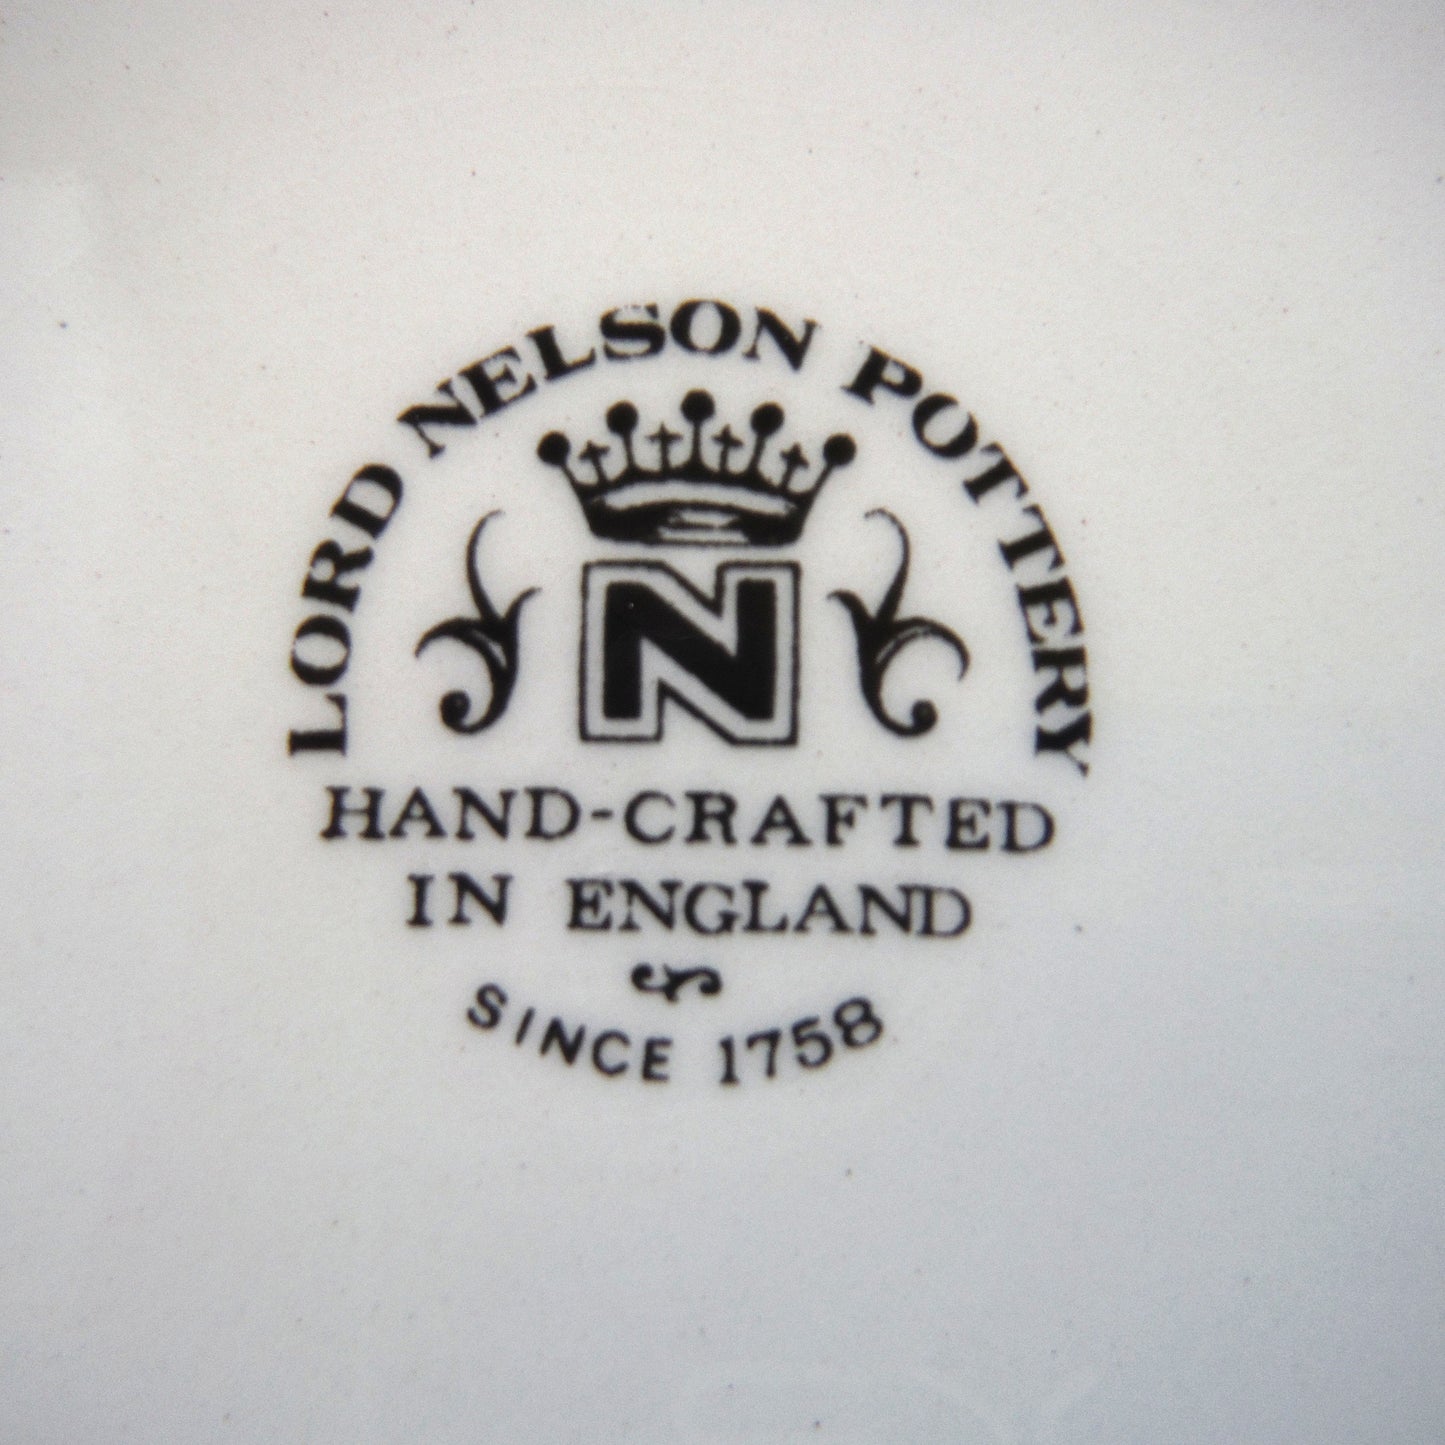 LORD NELSON POTTERY
N
HAND-CRAFTED
IN ENGLAND
SINCE 1758